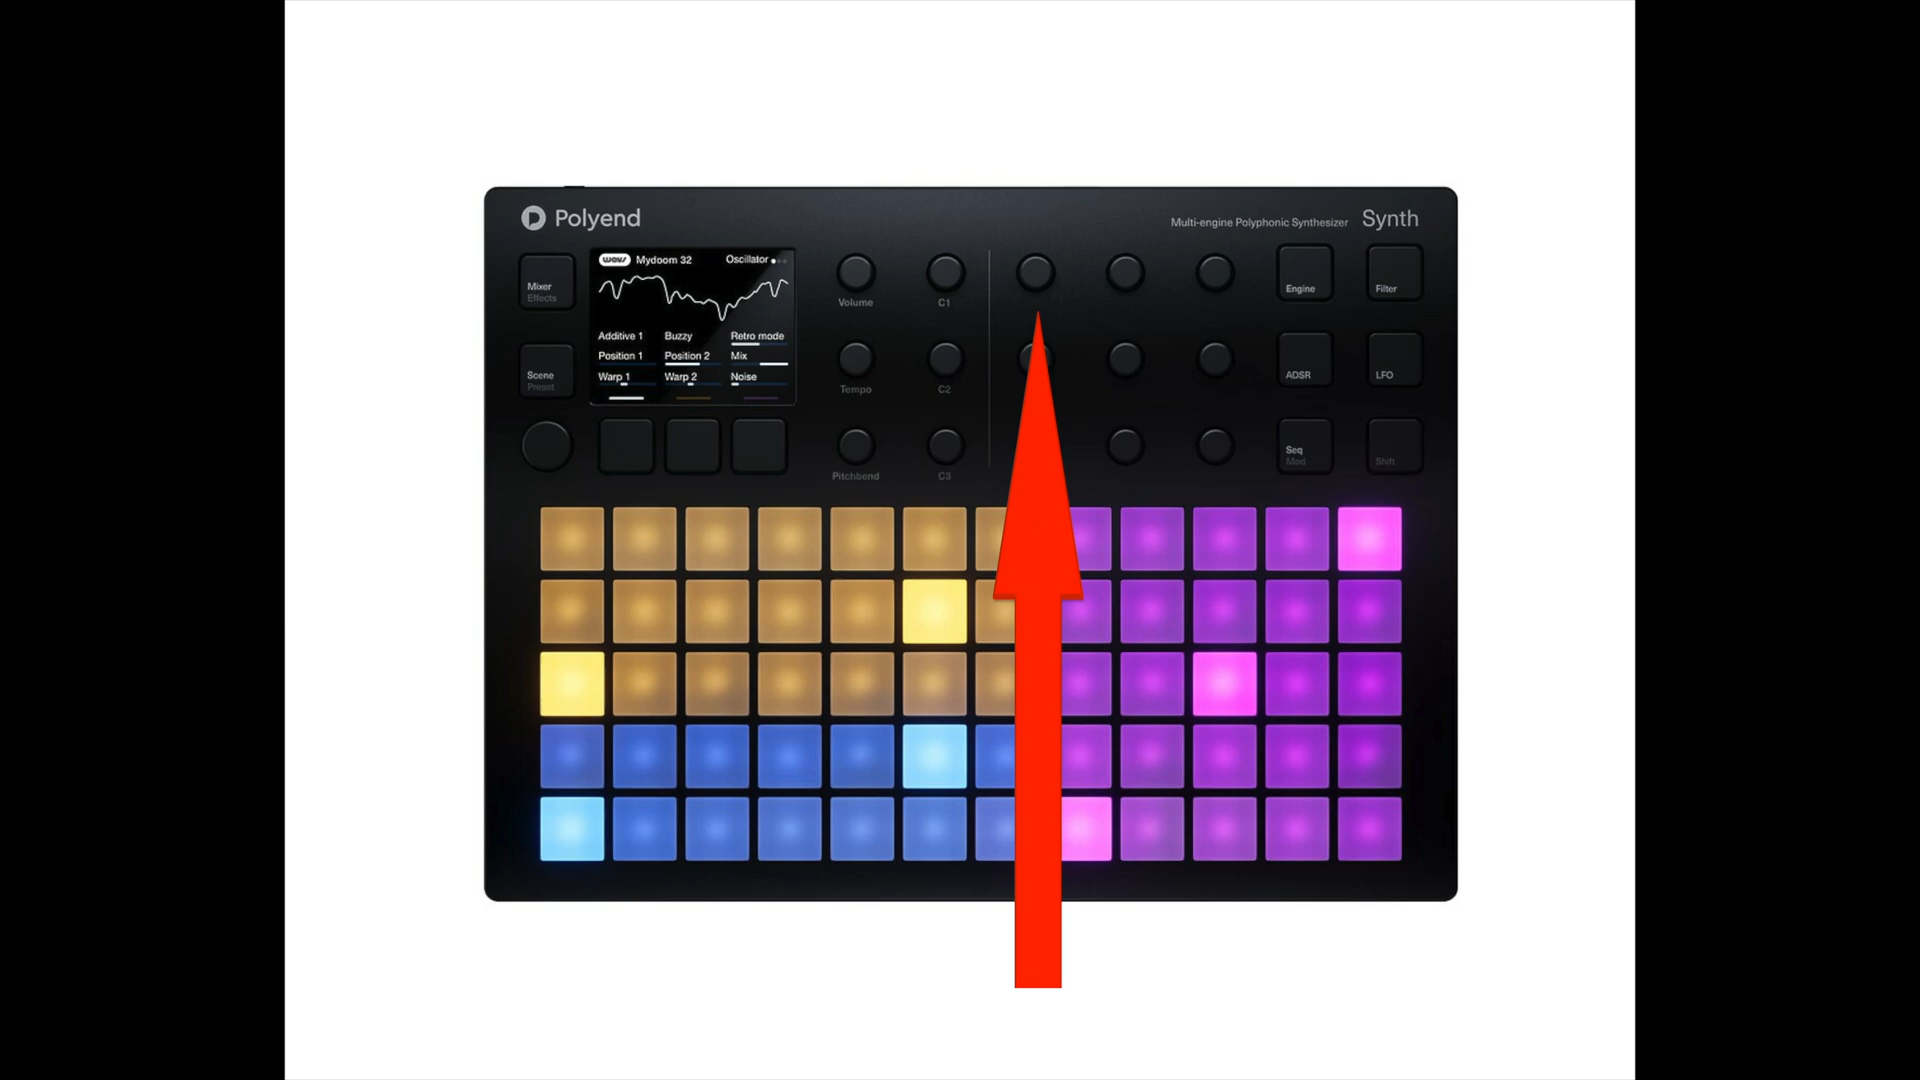 Polyend
Multi-engine Polyphonic Synthesizer Synth
Mixer
Effects
WAVS Mydoom 32 Oscillator
Additive 1 Buzzy Retro mode
Position 1 Position 2 Mix
Warp 1 Warp 2 Noise
Scene
Preset
Volume C1
Engine Filter
Tempo C2
ADSR LFO
Pitchbend C3
Seq
Mod
Shift